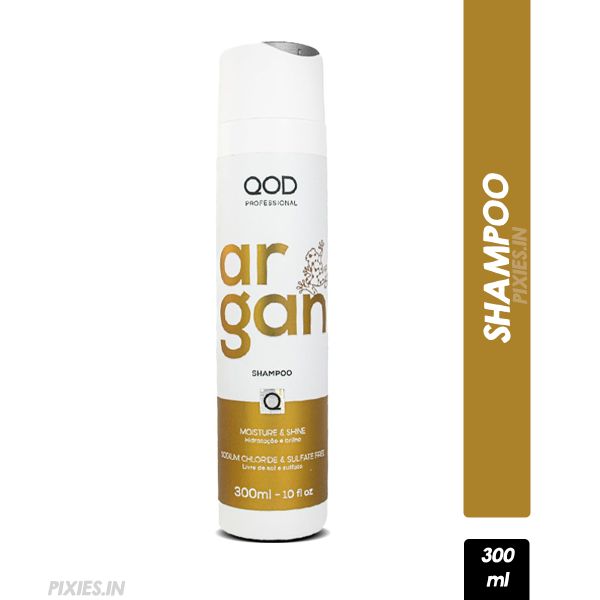 QOD
PROFESSIONAL
ar
gan
SHAMPOO
Q
MOISTURE & SHINE
Hidratação e brilho
SODIUM CHLORIDE & SULFATE FREE
Livre de sal e sulfato
300ml - 10 fl oz
SHAMPOO
PIXIES.IN
300
ml
PIXIES.IN